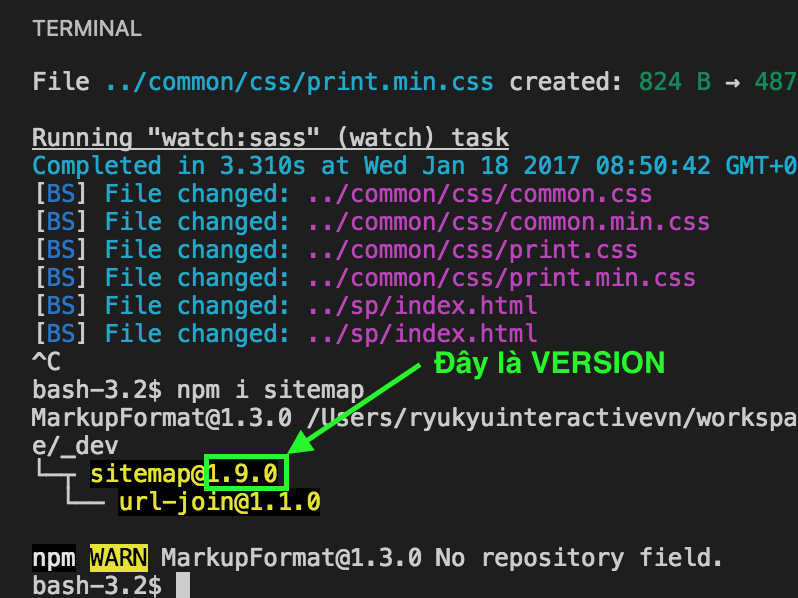 TERMINAL
File ../common/css/print.min.css created: 824 B → 487
Running "watch:sass" (watch) task
Completed in 3.310s at Wed Jan 18 2017 08:50:42 GMT+0
[BS] File changed: ../common/css/common.css
[BS] File changed: ../common/css/common.min.css
[BS] File changed: ../common/css/print.css
[BS] File changed: ../common/css/print.min.css
[BS] File changed: ../sp/index.html
[BS] File changed: ../sp/index.html
^C
Đây là VERSION
bash-3.2$ npm i sitemap
MarkupFormat@1.3.0 /Users/ryukyuinteractivevn/workspa
e/_dev
└─┬ sitemap@1.9.0
  └── url-join@1.1.0
npm WARN MarkupFormat@1.3.0 No repository field.
bash-3.2$